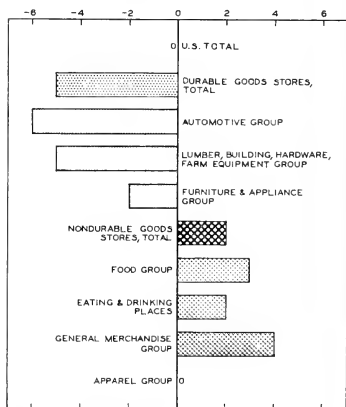 -6 -4 -2 0 2 4
0 U.S. TOTAL
DURABLE GOODS STORES,
TOTAL
AUTOMOTIVE GROUP
LUMBER, BUILDING, HARDWARE,
FARM EQUIPMENT GROUP
FURNITURE & APPLIANCE
GROUP
NONDURABLE GOODS
STORES, TOTAL
FOOD GROUP
EATING & DRINKING
PLACES
GENERAL MERCHANDISE
GROUP
APPAREL GROUP 0